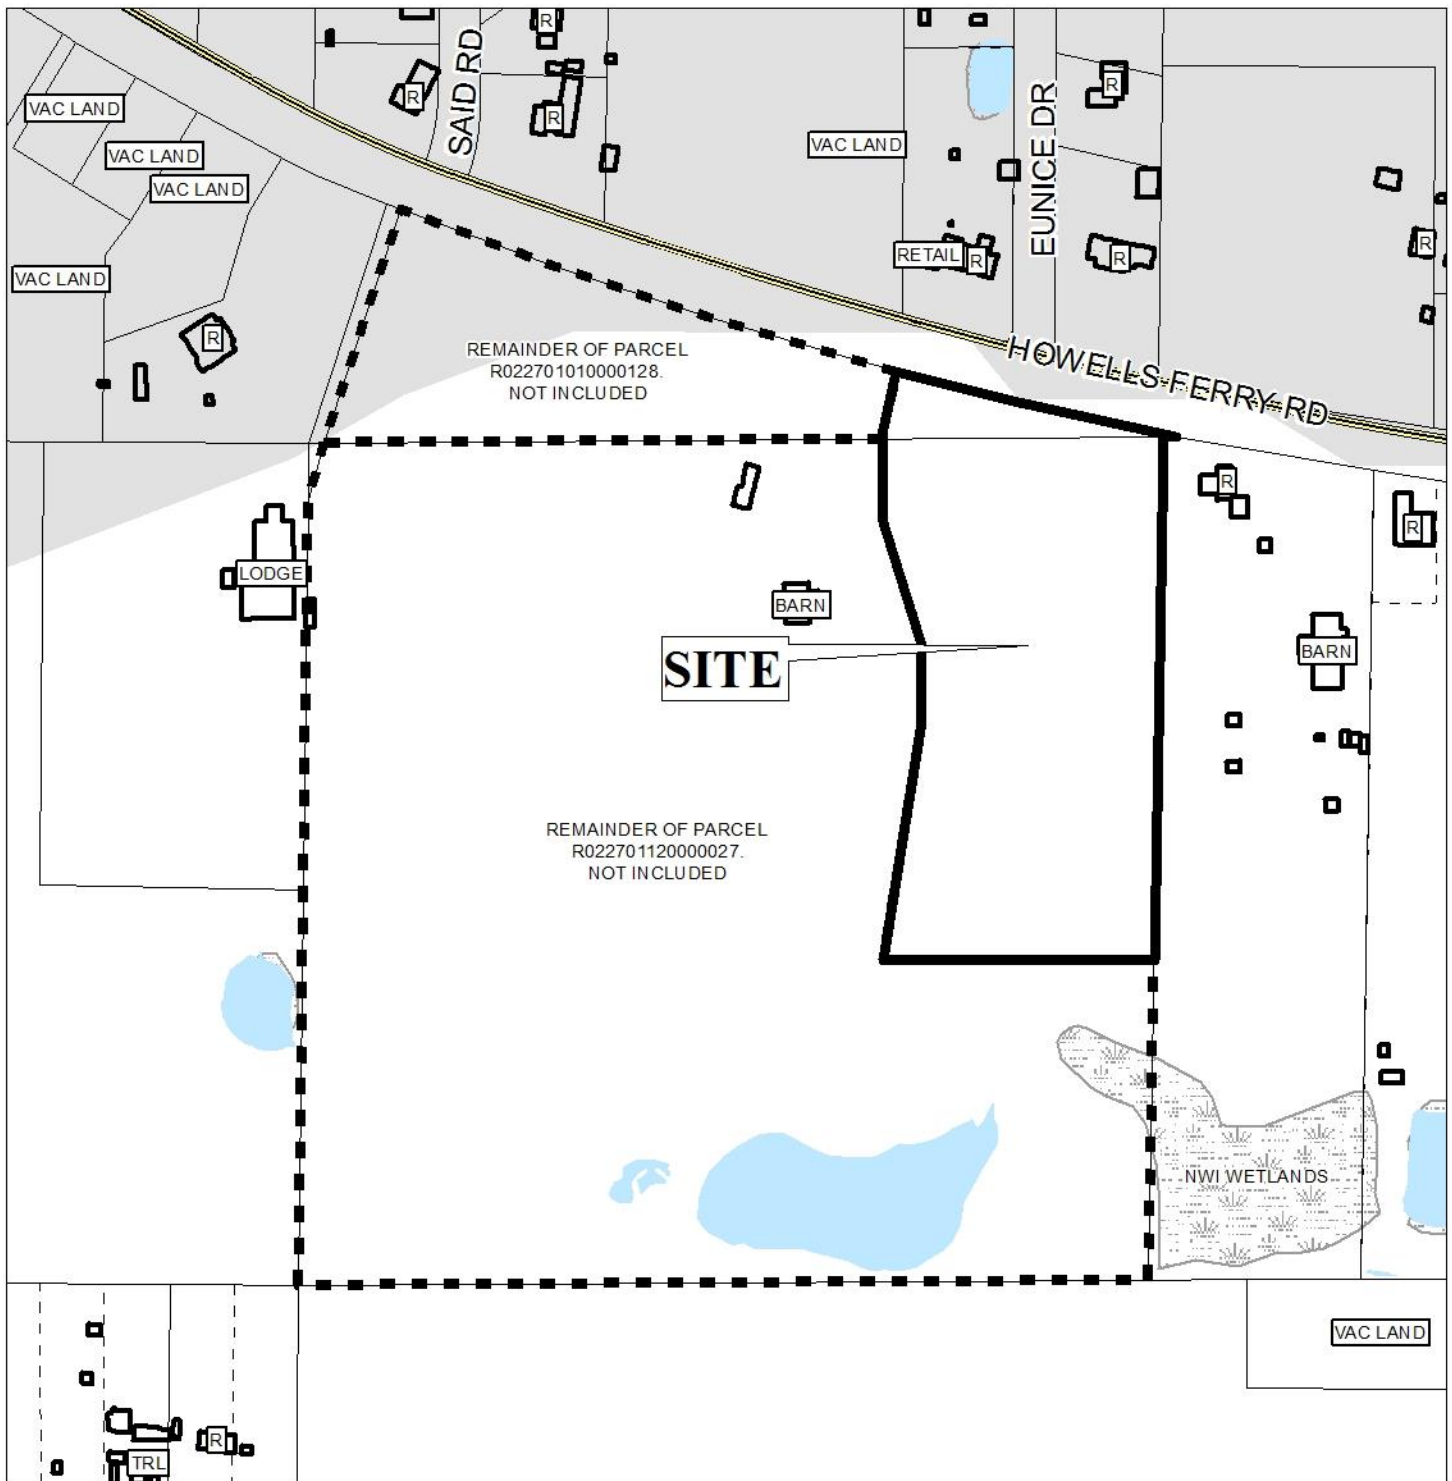 R
SAID RD
R
R
VAC LAND
VAC LAND
VAC LAND
VAC LAND
R
VAC LAND
EUNICE DR
R
RETAIL
R
R
R
HOWELLS FERRY RD
REMAINDER OF PARCEL
R022701010000128.
NOT INCLUDED
LODGE
BARN
SITE
R
R
BARN
REMAINDER OF PARCEL
R022701120000027.
NOT INCLUDED
NWI WETLANDS
VAC LAND
R
TRL